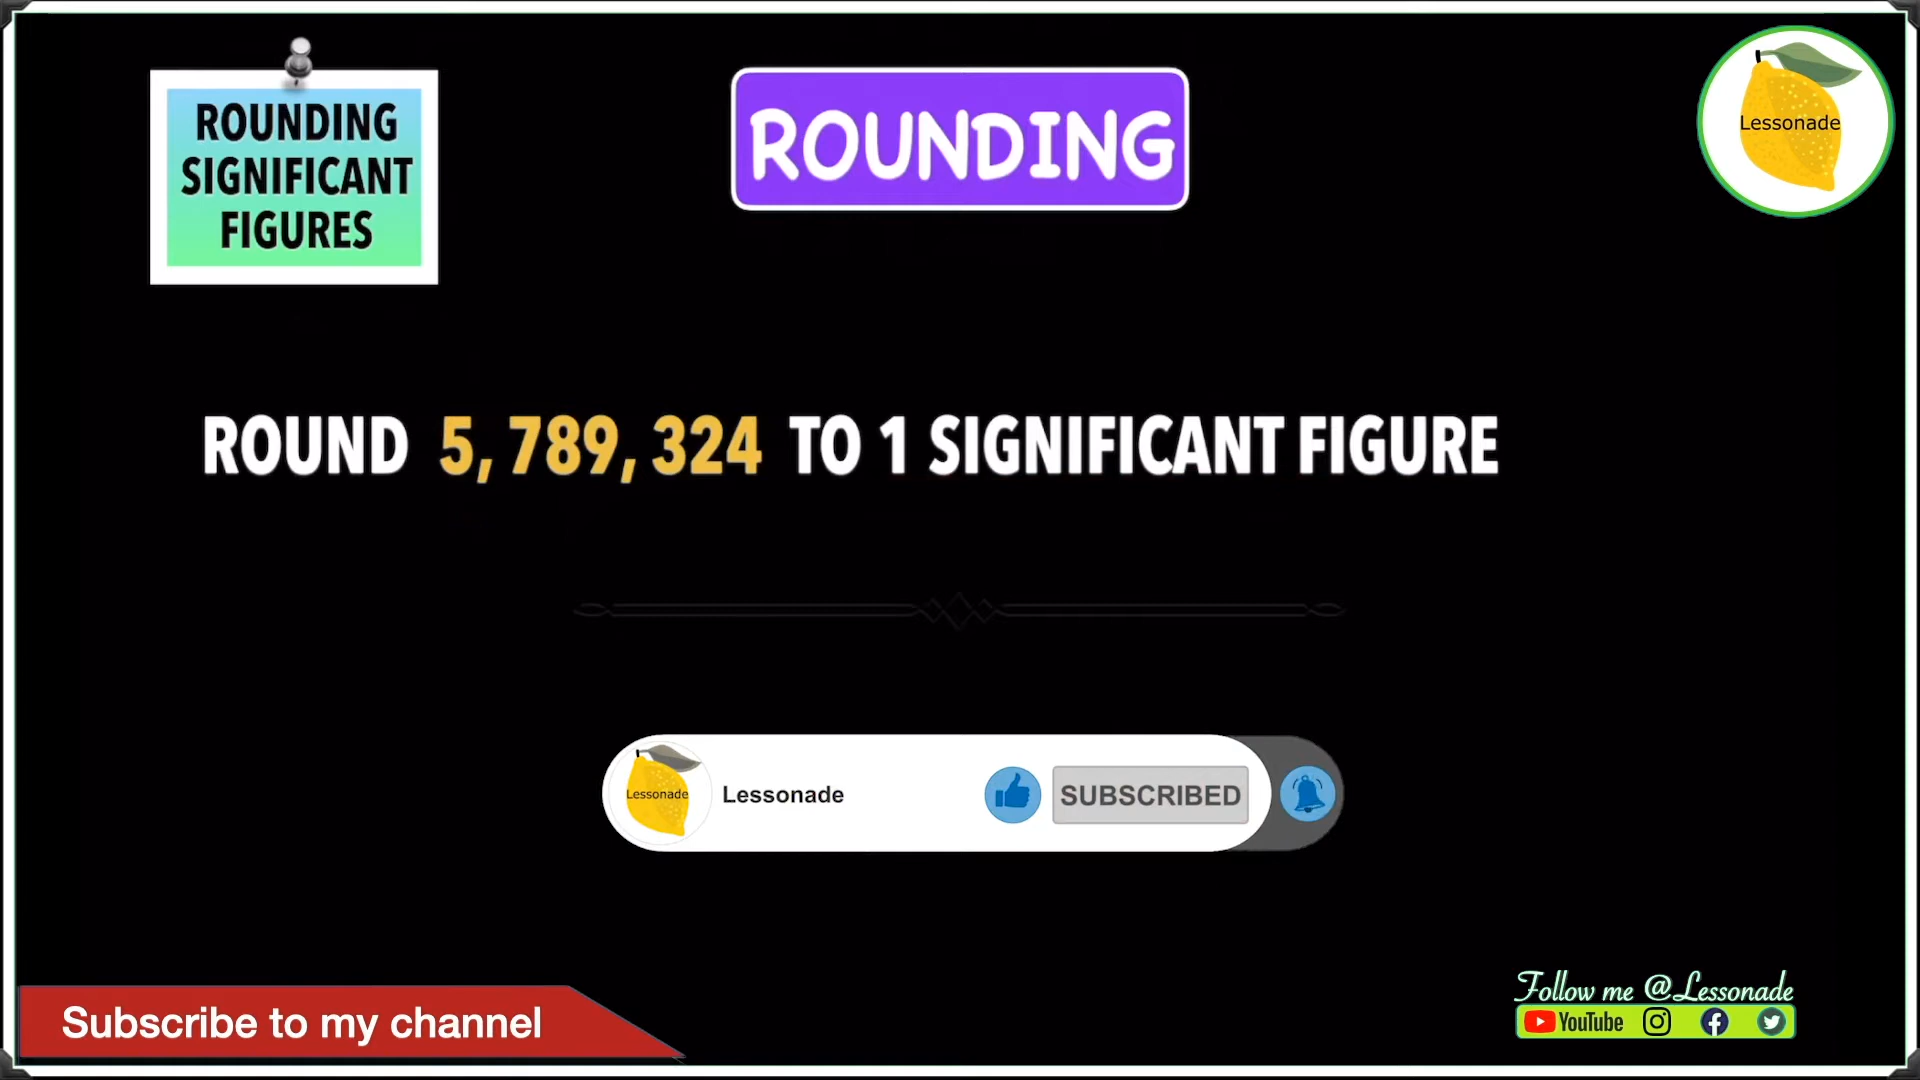 ROUNDING
SIGNIFICANT
FIGURES
ROUNDING
Lessonade
ROUND 5, 789, 324 TO 1 SIGNIFICANT FIGURE
Lessonade
Lessonade
SUBSCRIBED
Subscribe to my channel
Follow me @Lessonade
YouTube